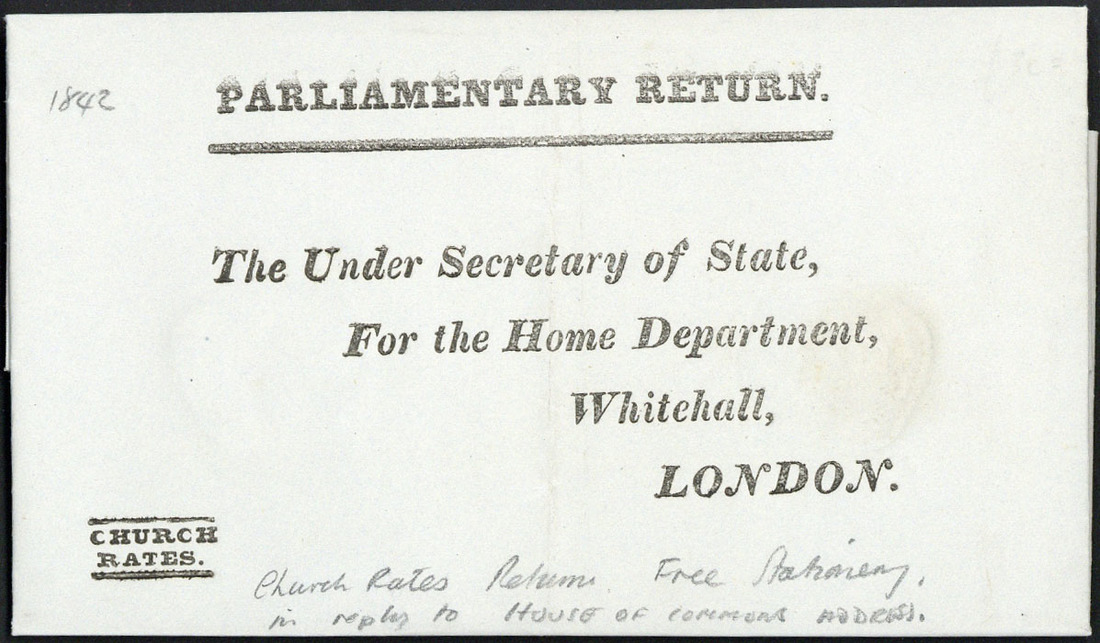 1842
PARLIAMENTARY RETURN.
The Under Secretary of State,
For the Home Department,
Whitehall,
LONDON.
CHURCH
RATES.
Church Rates Return. Free Stationery.
in reply to HOUSE OF COMMONS ADDRESS.